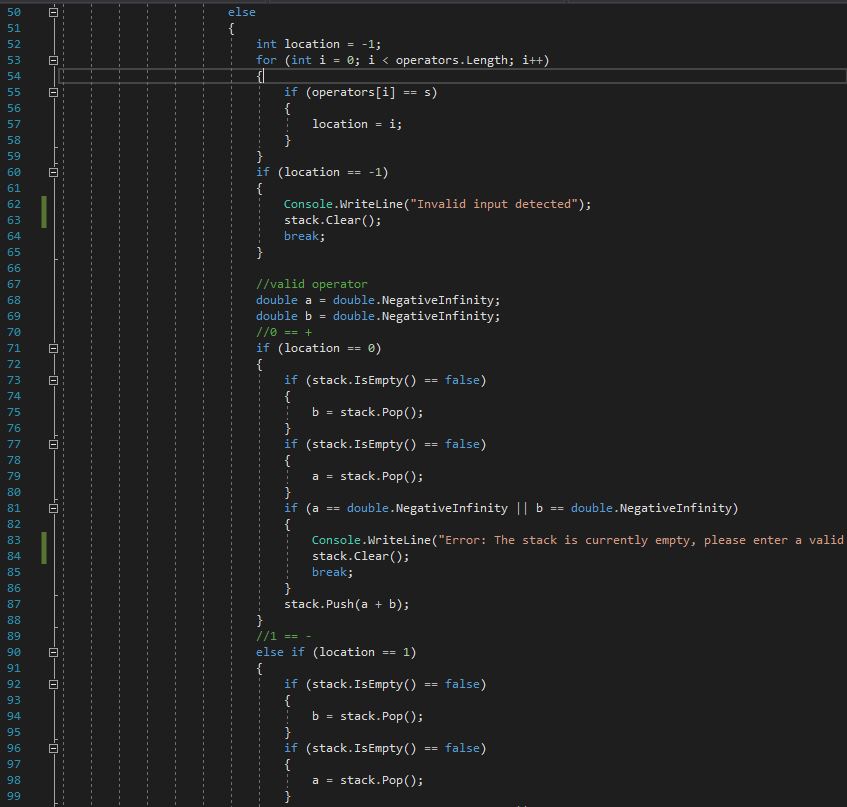 50 else
51 {
52 int location = -1;
53 for (int i = 0; i < operators.Length; i++)
54 {
55 if (operators[i] == s)
56 {
57 location = i;
58 }
59 }
60 if (location == -1)
61 {
62 Console.WriteLine("Invalid input detected");
63 stack.Clear();
64 break;
65 }
66
67 //valid operator
68 double a = double.NegativeInfinity;
69 double b = double.NegativeInfinity;
70 //0 == +
71 if (location == 0)
72 {
73 if (stack.IsEmpty() == false)
74 {
75 b = stack.Pop();
76 }
77 if (stack.IsEmpty() == false)
78 {
79 a = stack.Pop();
80 }
81 if (a == double.NegativeInfinity || b == double.NegativeInfinity)
82 {
83 Console.WriteLine("Error: The stack is currently empty, please enter a valid
84 stack.Clear();
85 break;
86 }
87 stack.Push(a + b);
88 }
89 //1 == -
90 else if (location == 1)
91 {
92 if (stack.IsEmpty() == false)
93 {
94 b = stack.Pop();
95 }
96 if (stack.IsEmpty() == false)
97 {
98 a = stack.Pop();
99 }